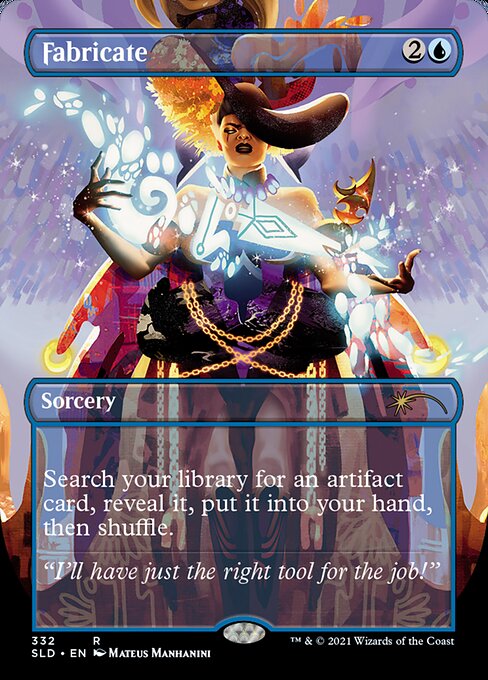 Fabricate 2
Sorcery
Search your library for an artifact
card, reveal it, put it into your hand,
then shuffle.
“I’ll have just the right tool for the job!”
332 R
SLD • EN Mateus Manhanini
™ & © 2021 Wizards of the Coast